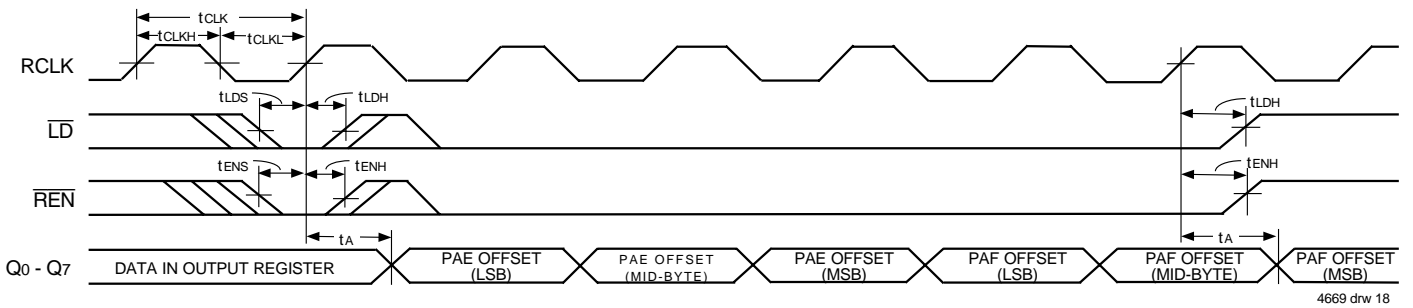 tCLK
tCLKH
tCLKL
RCLK
tLDS
tLDH
tLDH
LD
tENS
tENH
tENH
REN
tA
tA
Q0 - Q7
DATA IN OUTPUT REGISTER
PAE OFFSET
(LSB)
PAE OFFSET
(MID-BYTE)
PAE OFFSET
(MSB)
PAF OFFSET
(LSB)
PAF OFFSET
(MID-BYTE)
PAF OFFSET
(MSB)
4669 drw 18